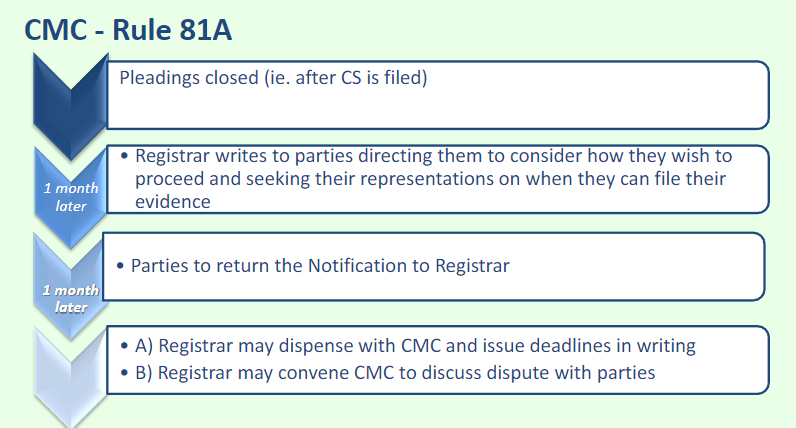 CMC - Rule 81A
Pleadings closed (ie. after CS is filed)
1 month
later
• Registrar writes to parties directing them to consider how they wish to
proceed and seeking their representations on when they can file their
evidence
1 month
later
• Parties to return the Notification to Registrar
• A) Registrar may dispense with CMC and issue deadlines in writing
• B) Registrar may convene CMC to discuss dispute with parties